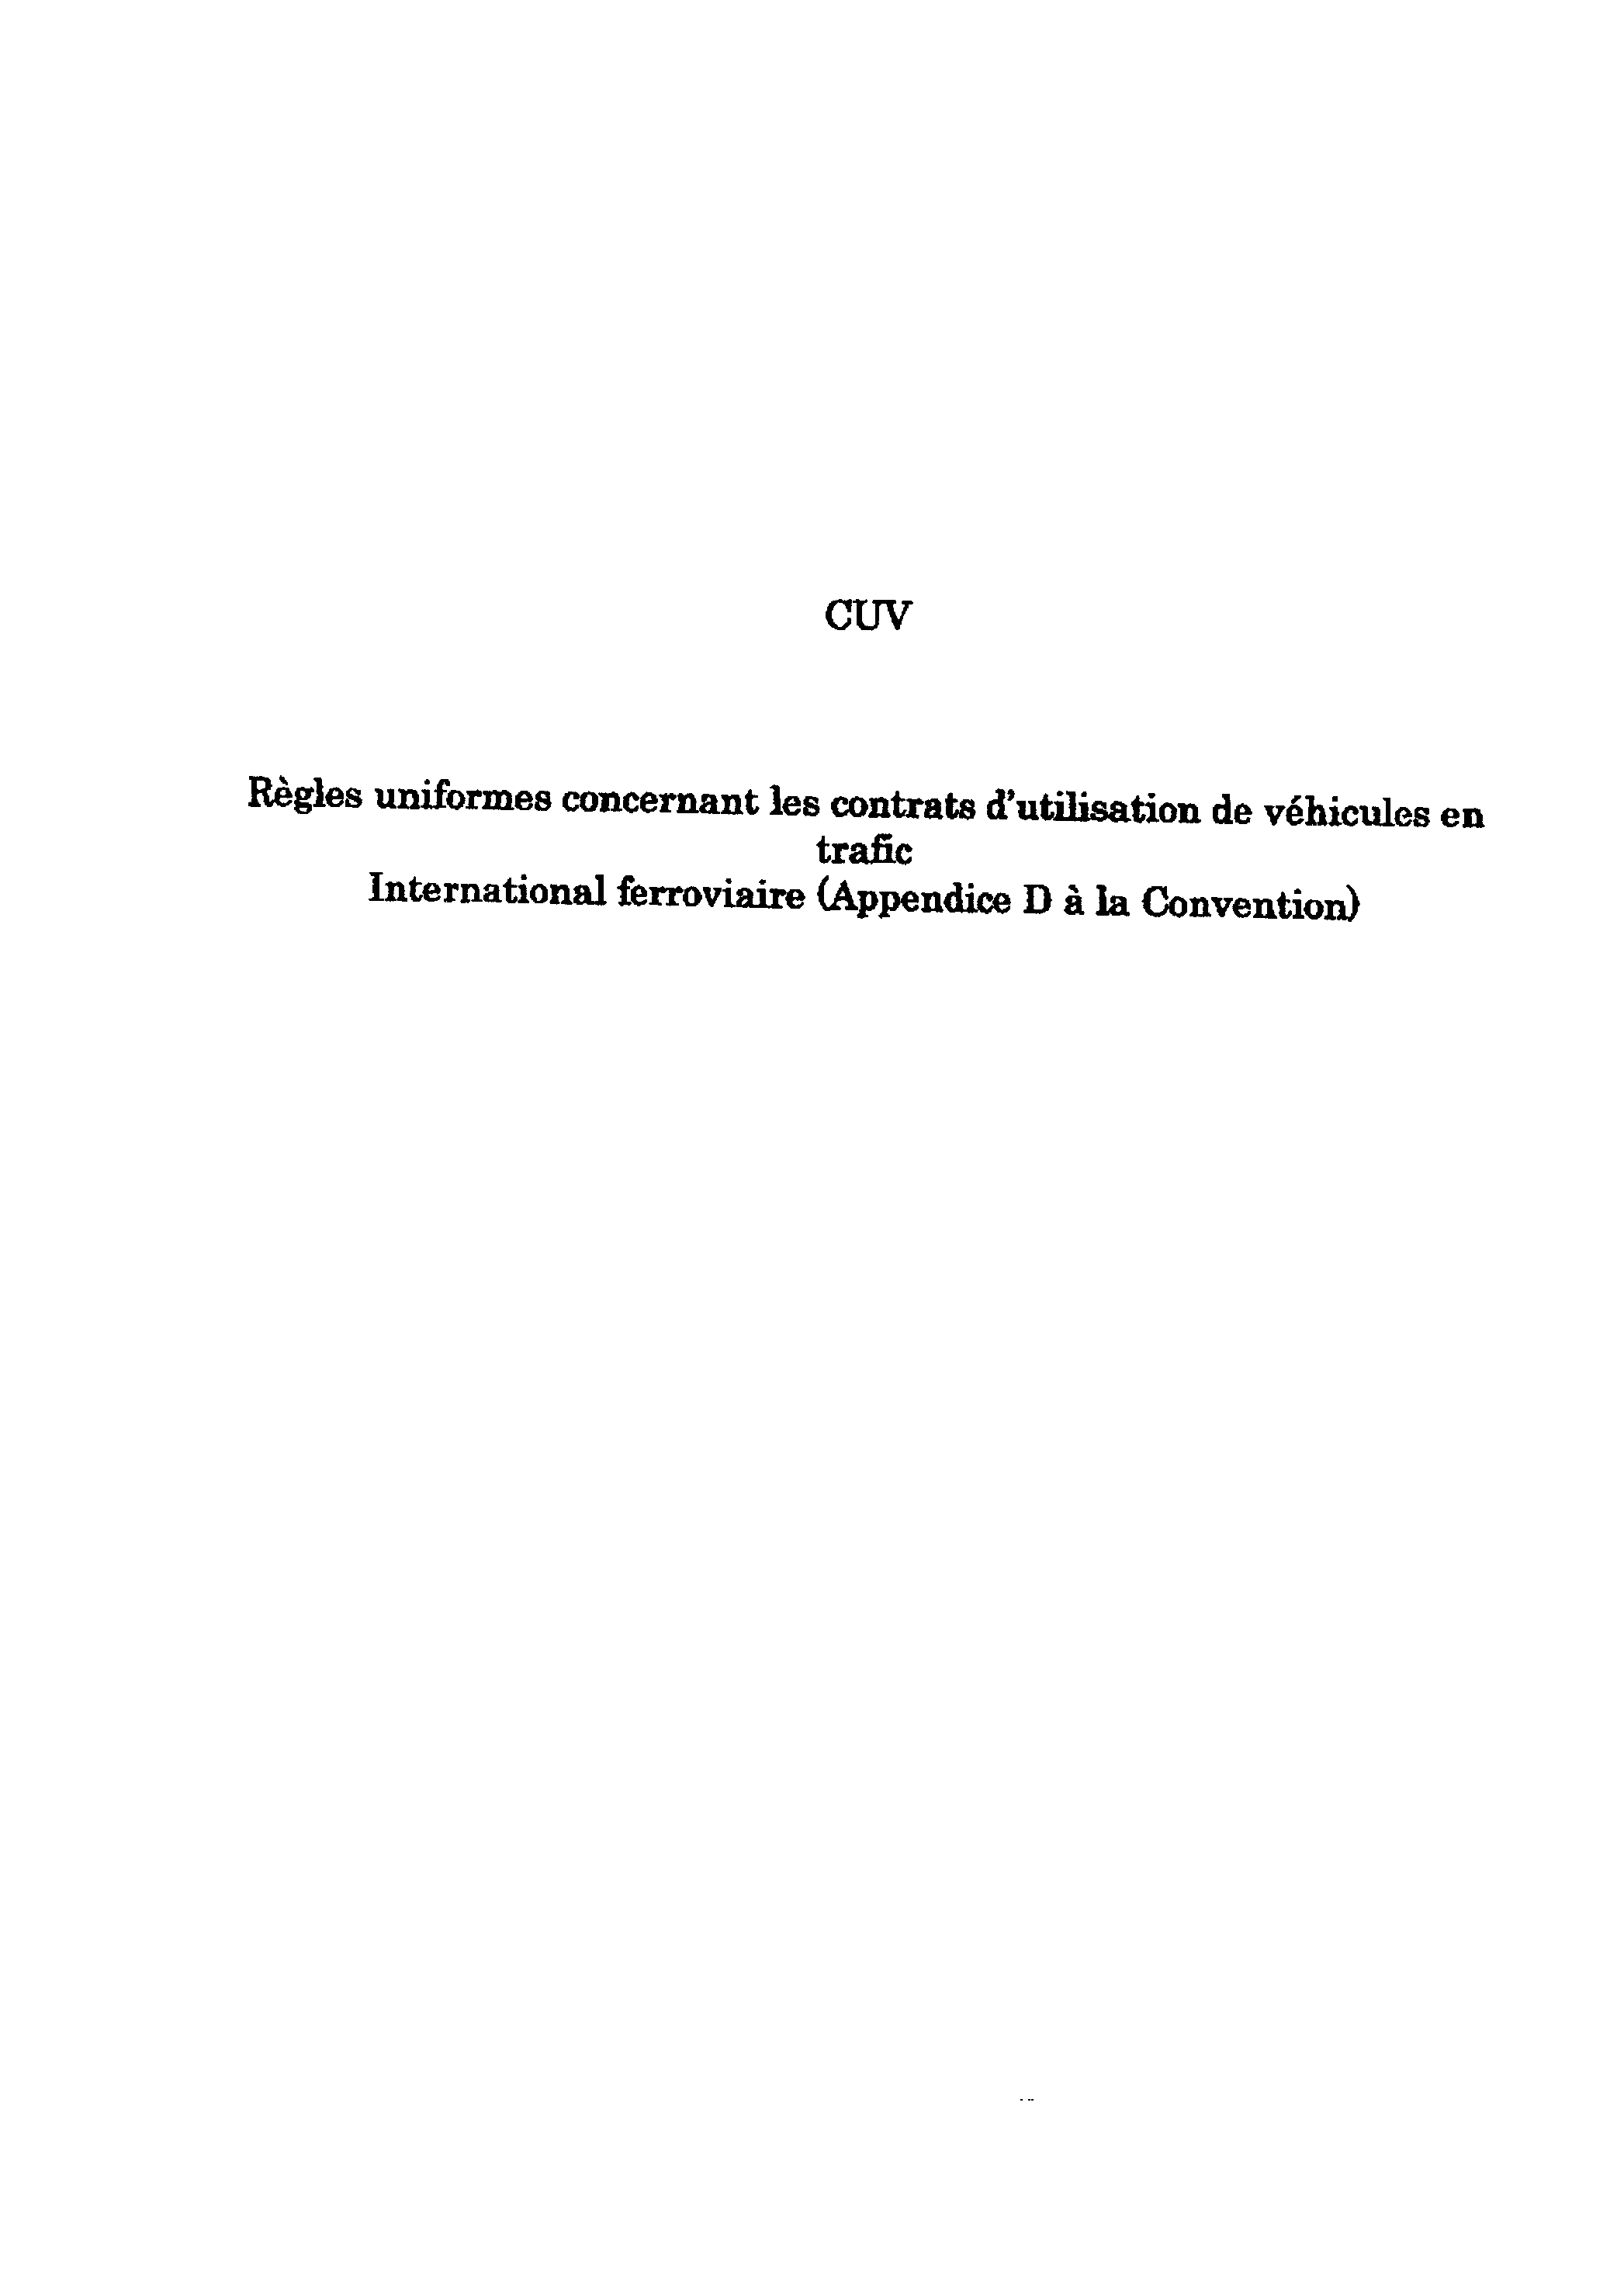 CUV
Règles uniformes concernant les contrats d'utilisation de véhicules en
trafic
International ferroviaire (Appendice D à la Convention)